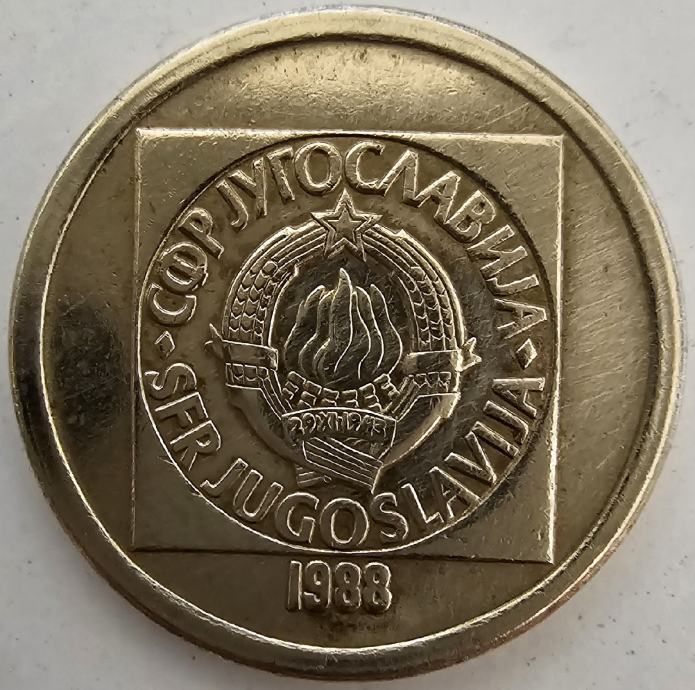 СФР ЈУГОСЛАВИЈА
SFR JUGOSLAVIJA
29·XI·1943
1988